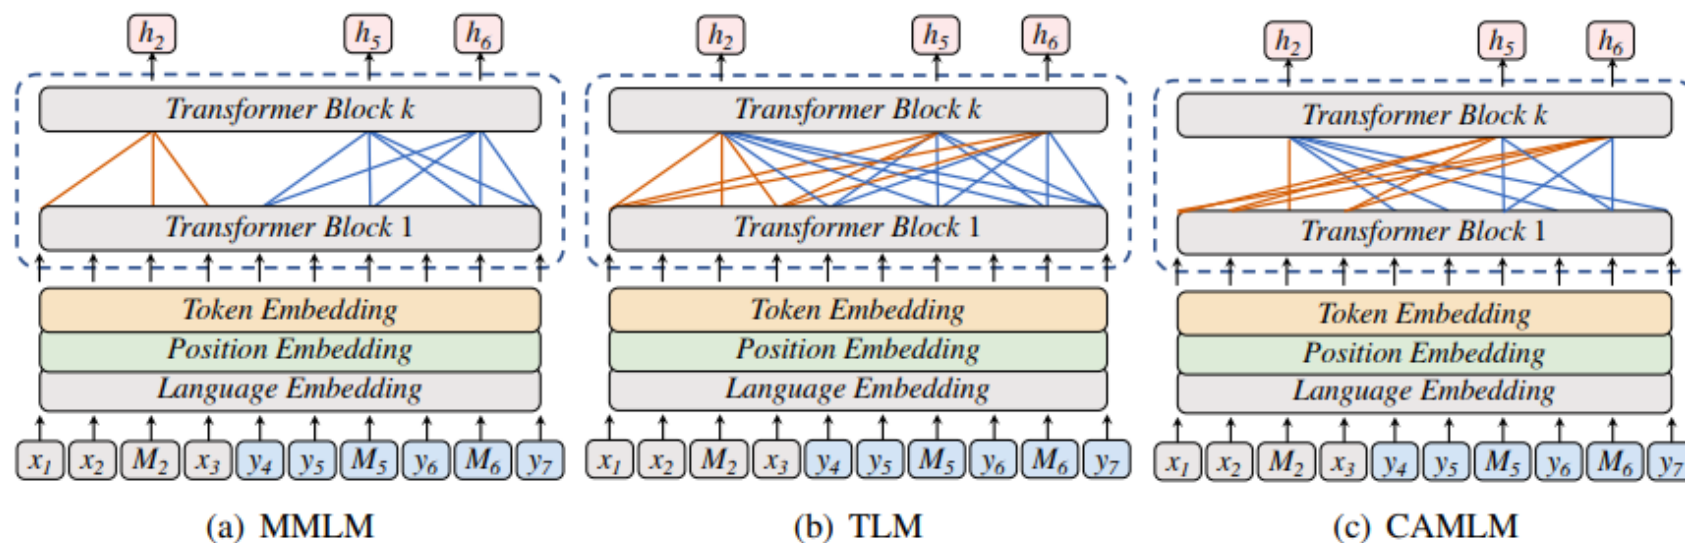 h2 h5 h6 h2 h5 h6 h2 h5 h6
Transformer Block k Transformer Block k Transformer Block k
Transformer Block 1 Transformer Block 1 Transformer Block 1
Token Embedding Token Embedding Token Embedding
Position Embedding Position Embedding Position Embedding
Language Embedding Language Embedding Language Embedding
x1 x2 M2 x3 y4 y5 M5 y6 M6 y7 x1 x2 M2 x3 y4 y5 M5 y6 M6 y7 x1 x2 M2 x3 y4 y5 M5 y6 M6 y7
(a) MMLM (b) TLM (c) CAMLM